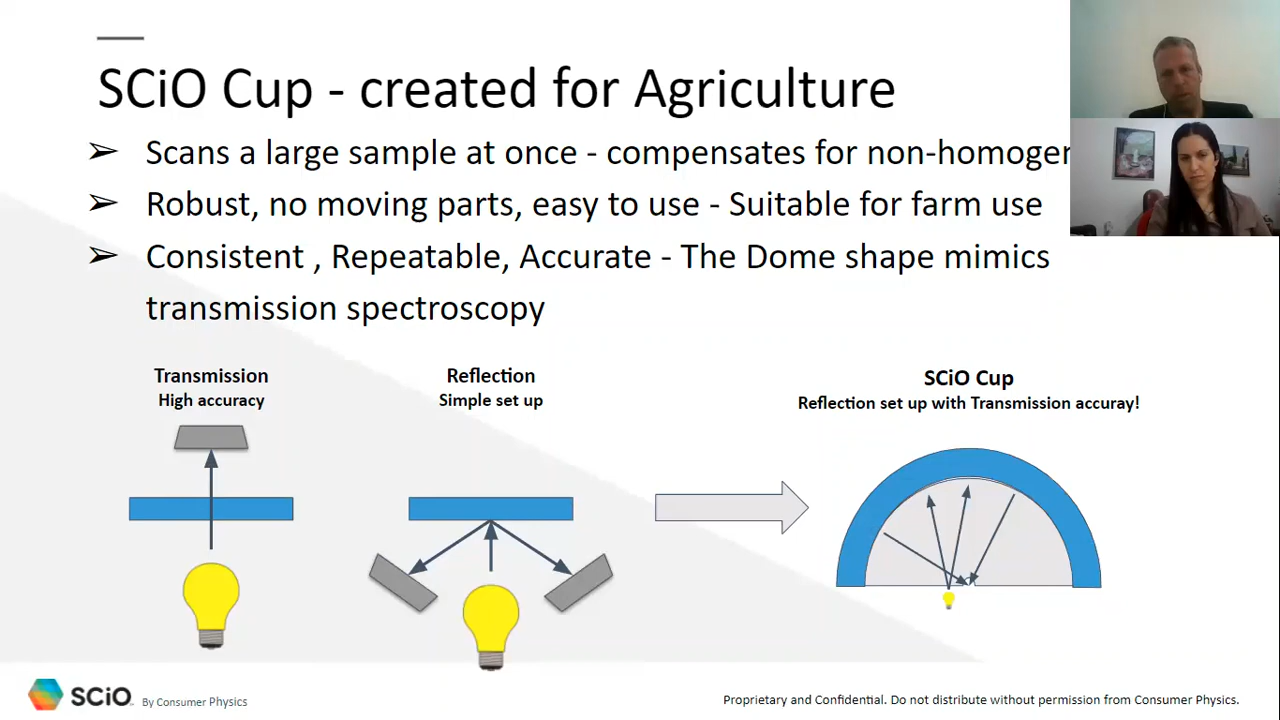 SCiO Cup - created for Agriculture
➢ Scans a large sample at once - compensates for
➢ Robust, no moving parts, easy to use - Suitable for farm use
➢ Consistent , Repeatable, Accurate - The Dome shape mimics
transmission spectroscopy
Transmission
High accuracy
Reflection
Simple set up
SCiO Cup
Reflection set up with Transmission accuray!
SCiO By Consumer Physics
Proprietary and Confidential. Do not distribute without permission from Consumer Physics.